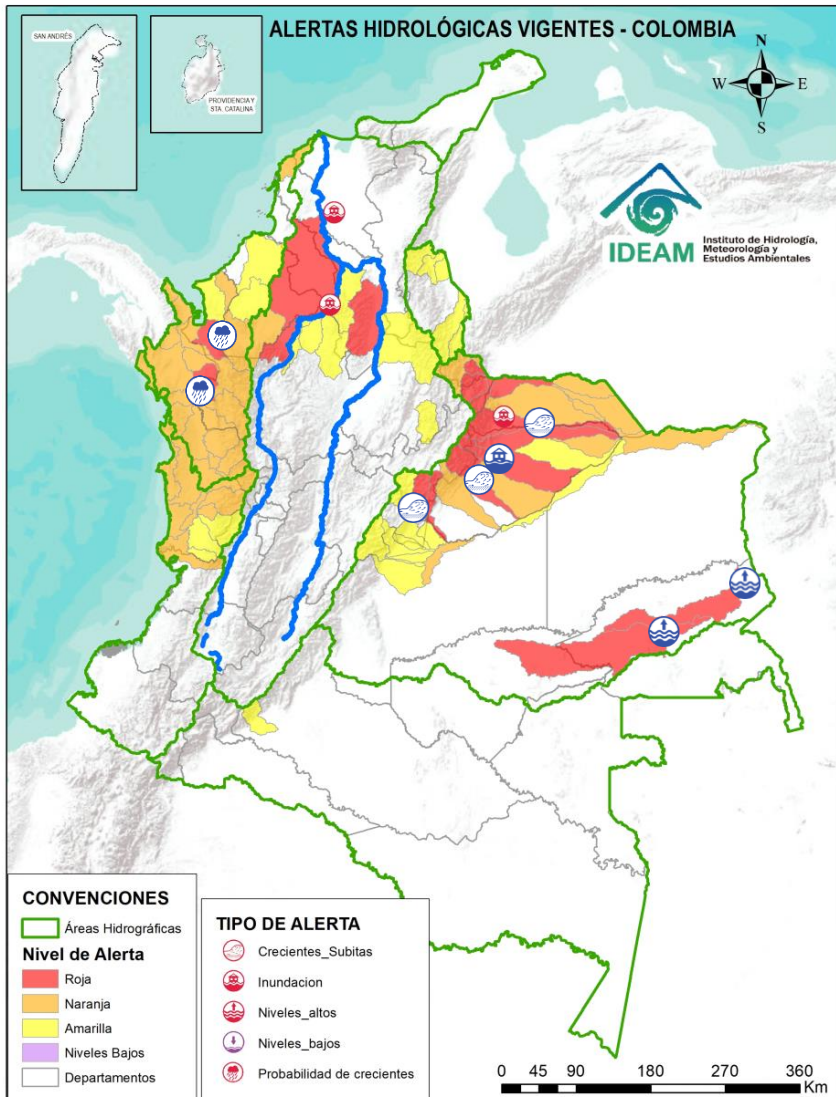 ALERTAS HIDROLÓGICAS VIGENTES - COLOMBIA
SAN ANDRÉS
PROVIDENCIA Y
STA. CATALINA
N
W
E
S
IDEAM
Instituto de Hidrología,
Meteorología y
Estudios Ambientales
CONVENCIONES
Áreas Hidrográficas
Nivel de Alerta
Roja
Naranja
Amarilla
Niveles Bajos
Departamentos
TIPO DE ALERTA
Crecientes_Subitas
Inundacion
Niveles_altos
Niveles_bajos
Probabilidad de crecientes
0 45 90 180 270 360
Km